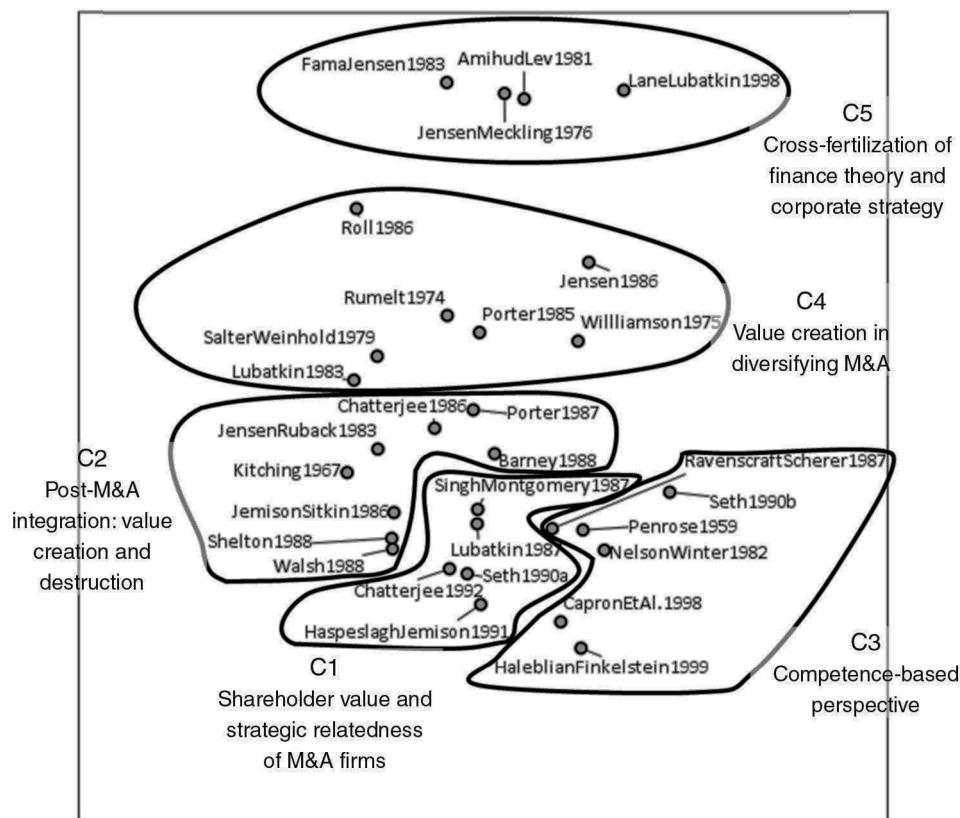 FamaJensen1983
AmihudLev1981
LaneLubatkin1998
JensenMeckling1976
C5
Cross-fertilization of
finance theory and
corporate strategy
Roll1986
Jensen1986
Rumelt1974
Porter1985
Willliamson1975
SalterWeinhold1979
Lubatkin1983
C4
Value creation in
diversifying M&A
Chatterjee1986
Porter1987
JensenRuback1983
Barney1988
Kitching1967
JemisonSitkin1986
Shelton1988
Walsh1988
C2
Post-M&A
integration: value
creation and
destruction
RavenscraftScherer1987
Seth1990b
Penrose1959
NelsonWinter1982
CapronEtAl.1998
HaleblianFinkelstein1999
SinghMontgomery1987
Lubatkin1987
Seth1990a
Chatterjee1992
HaspeslaghJemison1991
C3
Competence-based
perspective
C1
Shareholder value and
strategic relatedness
of M&A firms